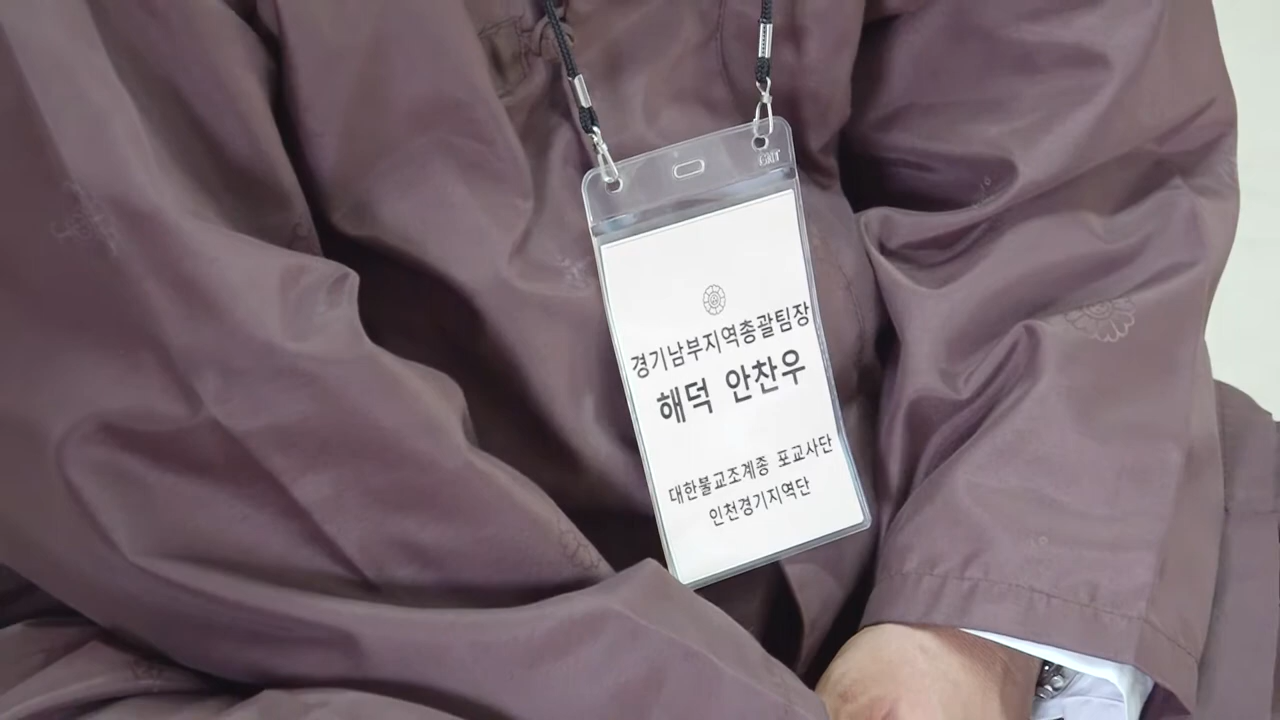 GNT
경기남부지역총괄팀장
해덕 안찬우
대한불교조계종 포교사단
인천경기지역단